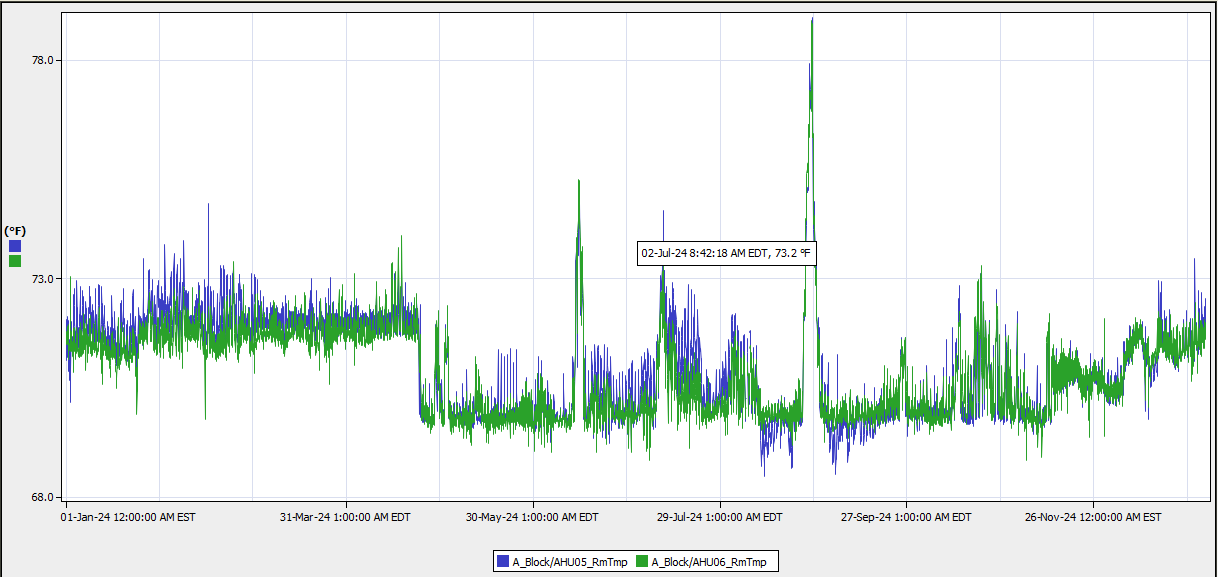 78.0
(°F)
73.0
02-Jul-24 8:42:18 AM EDT, 73.2 °F
68.0
01-Jan-24 12:00:00 AM EST 31-Mar-24 1:00:00 AM EDT 30-May-24 1:00:00 AM EDT 29-Jul-24 1:00:00 AM EDT 27-Sep-24 1:00:00 AM EDT 26-Nov-24 12:00:00 AM EST
A_Block/AHU05_RmTmp A_Block/AHU06_RmTmp